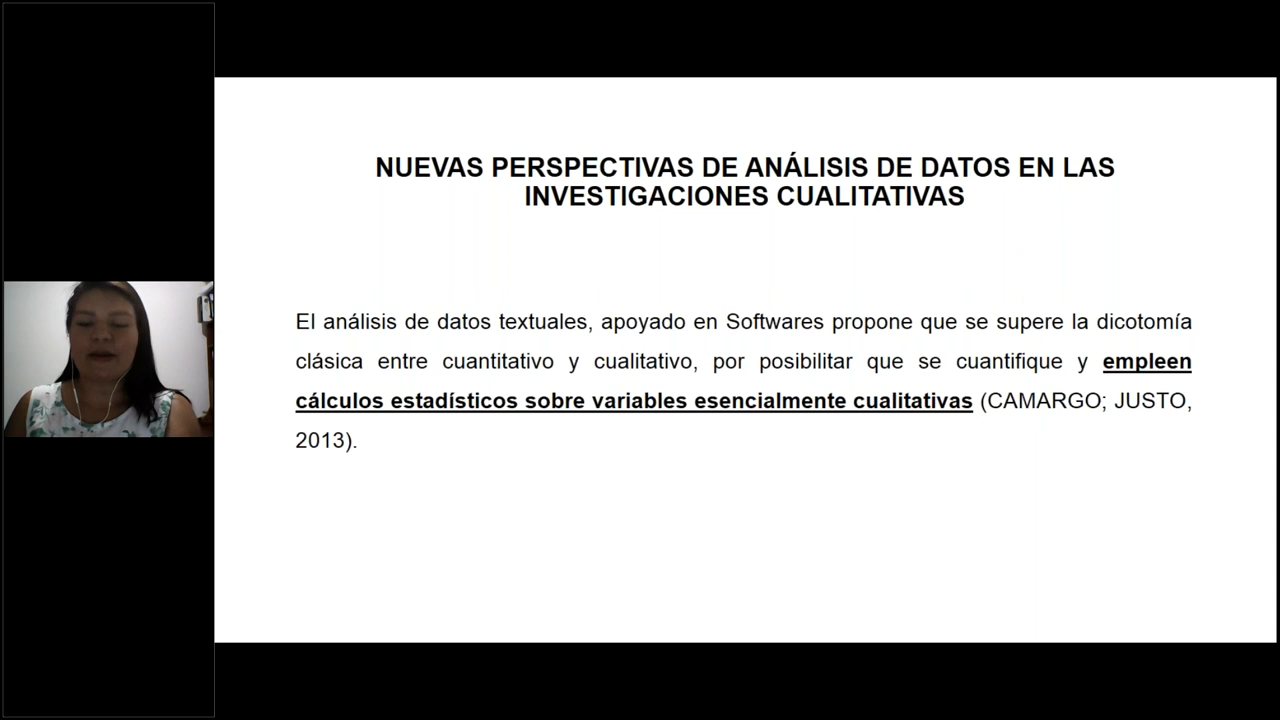 NUEVAS PERSPECTIVAS DE ANÁLISIS DE DATOS EN LAS
INVESTIGACIONES CUALITATIVAS
El análisis de datos textuales, apoyado en Softwares propone que se supere la dicotomía
clásica entre cuantitativo y cualitativo, por posibilitar que se cuantifique y empleen
cálculos estadísticos sobre variables esencialmente cualitativas (CAMARGO; JUSTO,
2013).